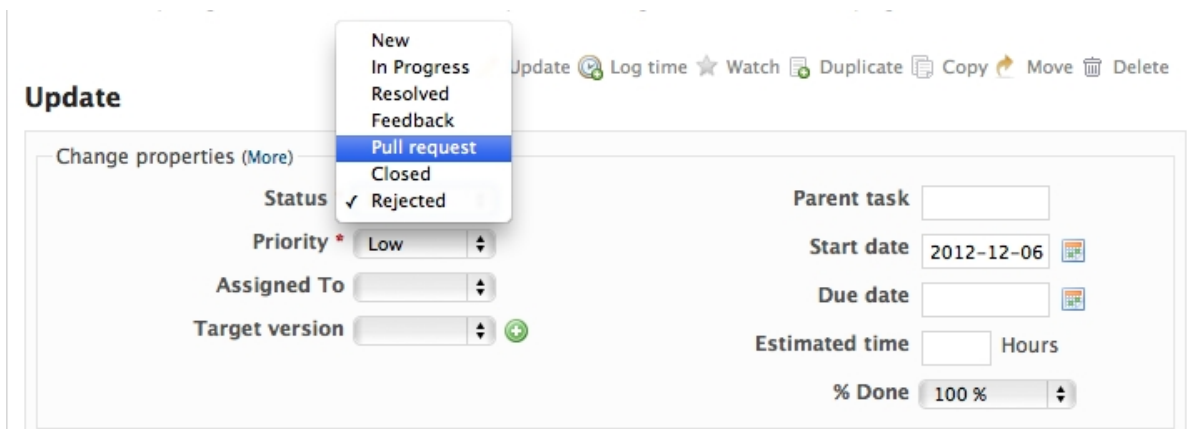 New
In Progress
Update Log time Watch Duplicate Copy Move Delete
Resolved
Update
Feedback
Pull request
Change properties (More)
Closed
Status ✓ Rejected
Parent task
Priority * Low
Start date 2012-12-06
Assigned To
Due date
Target version
Estimated time Hours
% Done 100 %